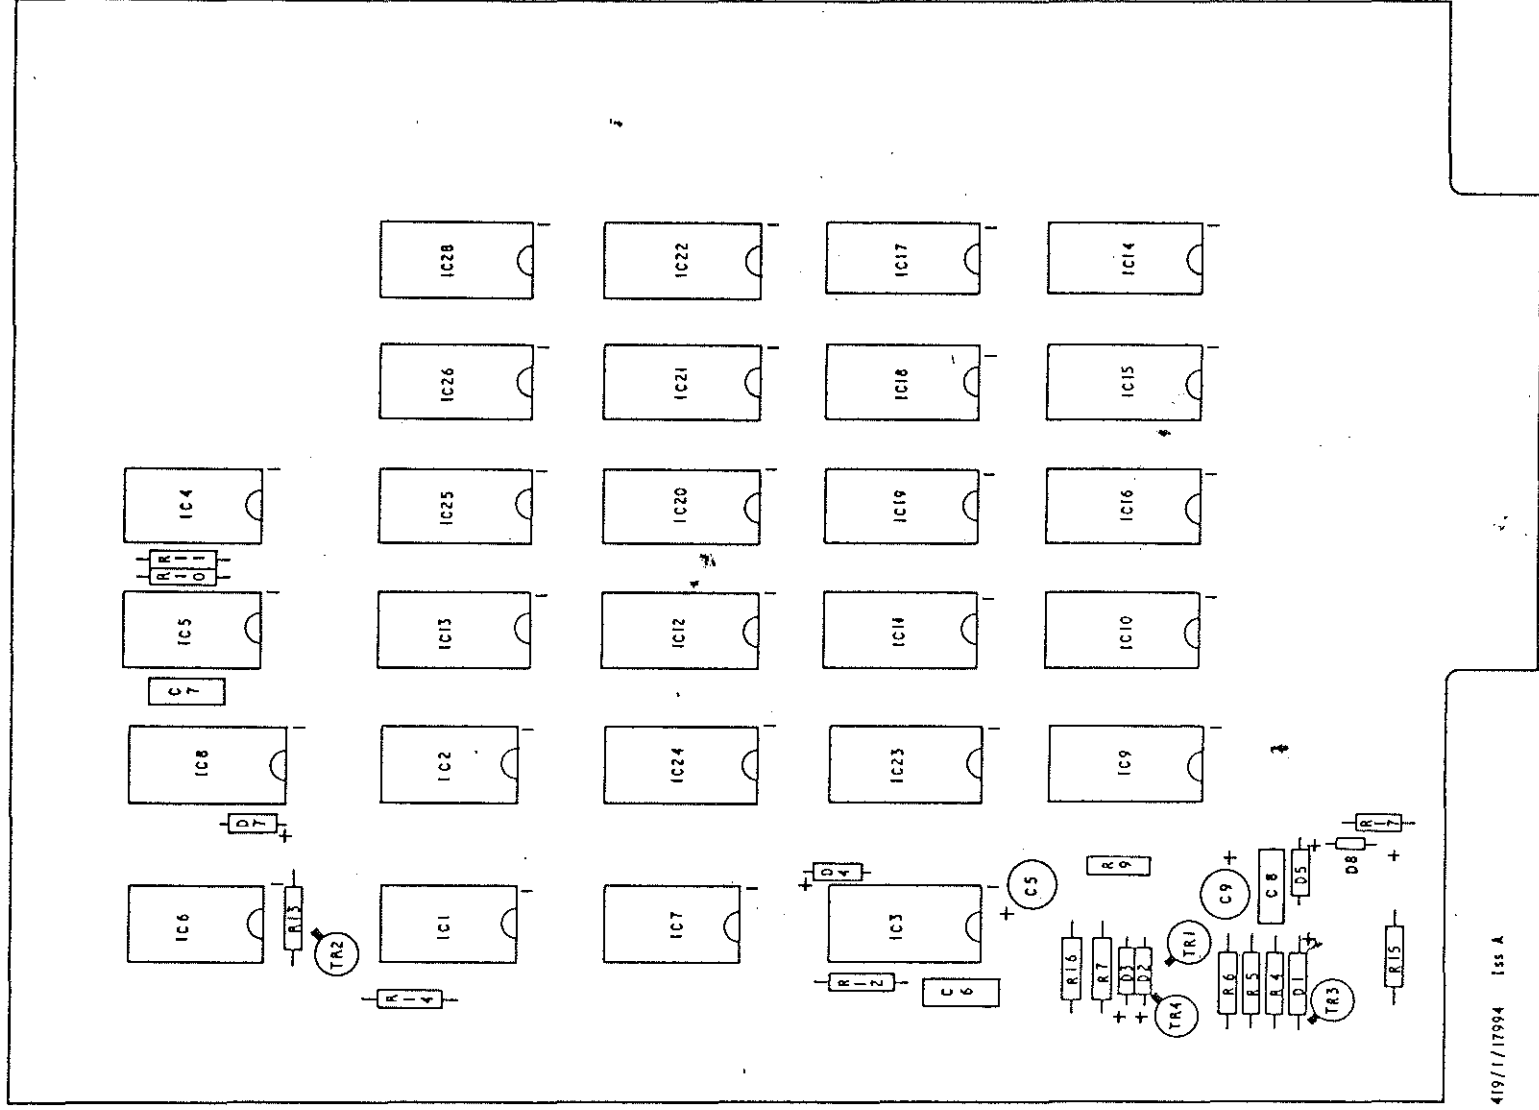 IC28
IC22
IC17
IC14
IC26
IC21
IC18
IC15
IC4
IC25
IC20
IC19
IC16
R11
R10
IC5
IC13
IC12
IC14
IC10
C7
IC8
IC2
IC24
IC23
IC9
D7
+
R17
+
D8
+
D4
+
R9
+
C5
+
C9
C8
D5
IC6
R13
TR2
IC1
IC7
IC3
R14
R12
C6
R16
R7
D3
D2
+
+
TR1
TR4
R6
R5
R4
D1
+
TR3
R15
419/1/17994 Iss A